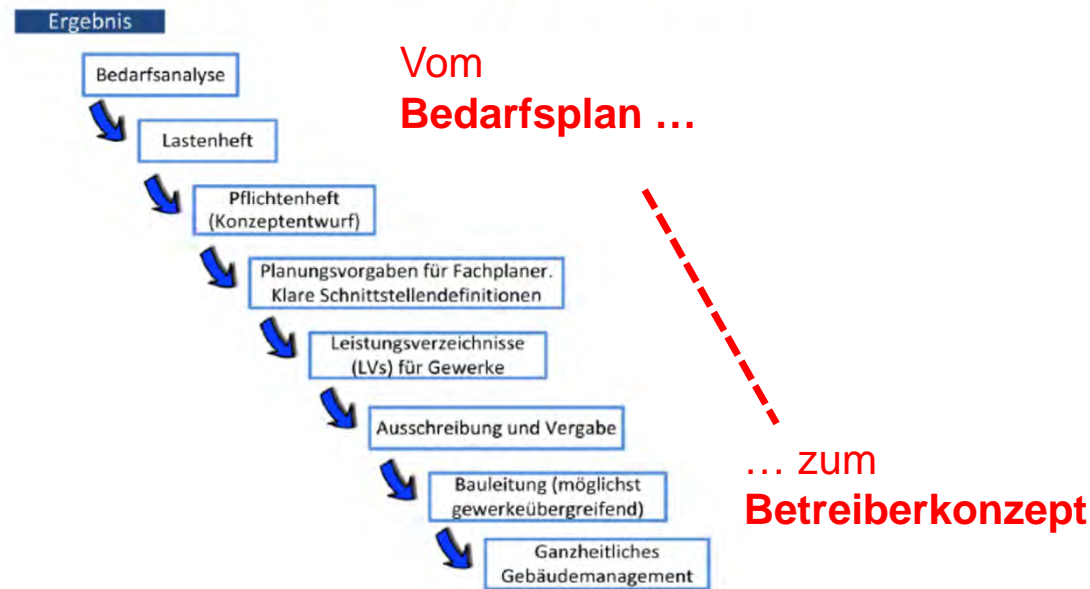 Ergebnis
Vom
Bedarfsplan …
Bedarfsanalyse
Lastenheft
Pflichtenheft
(Konzeptentwurf)
Planungsvorgaben für Fachplaner.
Klare Schnittstellendefinitionen
Leistungsverzeichnisse
(LVs) für Gewerke
Ausschreibung und Vergabe
… zum
Betreiberkonzept
Bauleitung (möglichst
gewerkeübergreifend)
Ganzheitliches
Gebäudemanagement